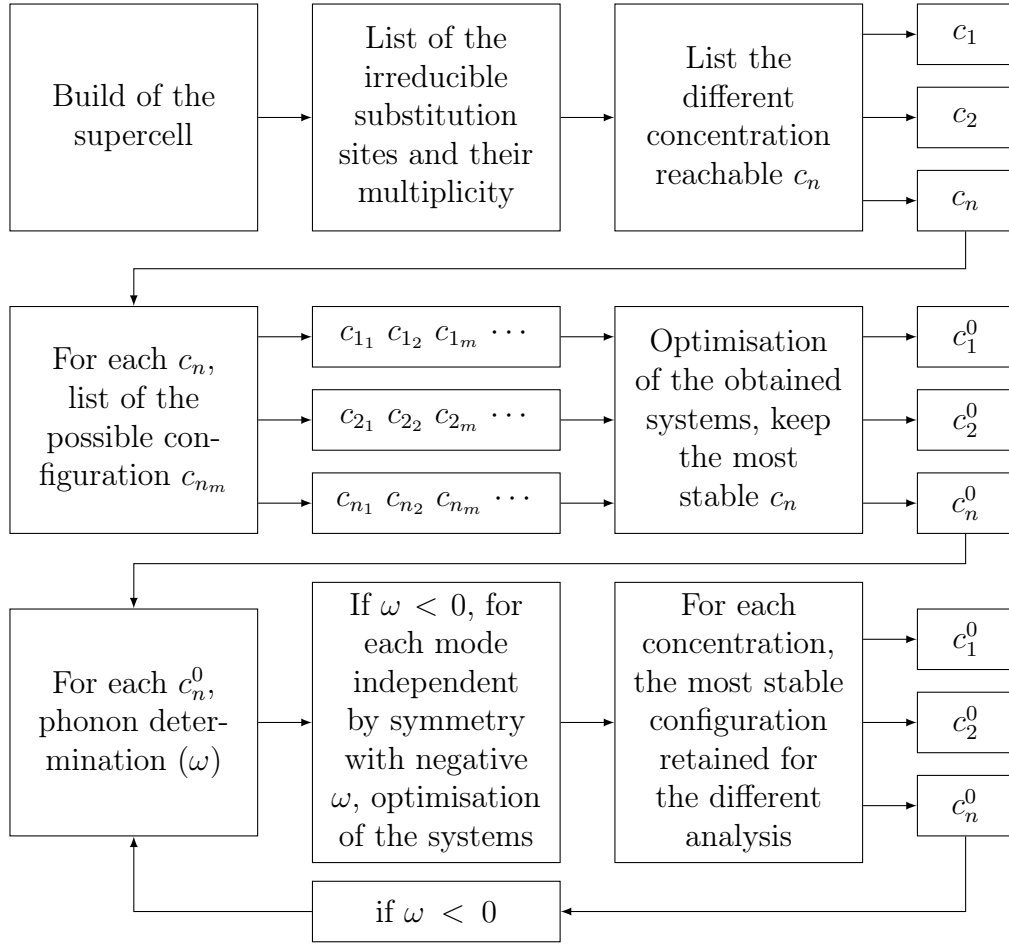 Build of the
supercell
List of the
irreducible
substitution
sites and their
multiplicity
List the
different
concentration
reachable $c_n$
$c_1$
$c_2$
$c_n$
For each $c_n$,
list of the
possible con-
figuration $c_{n_m}$
$c_{1_1}$ $c_{1_2}$ $c_{1_m}$ ⋯
$c_{2_1}$ $c_{2_2}$ $c_{2_m}$ ⋯
$c_{n_1}$ $c_{n_2}$ $c_{n_m}$ ⋯
Optimisation
of the obtained
systems, keep
the most
stable $c_n$
$c_1^0$
$c_2^0$
$c_n^0$
For each $c_n^0$,
phonon deter-
mination (ω)
If ω < 0, for
each mode
independent
by symmetry
with negative
ω, optimisation
of the systems
For each
concentration,
the most stable
configuration
retained for
the different
analysis
$c_1^0$
$c_2^0$
$c_n^0$
if ω < 0